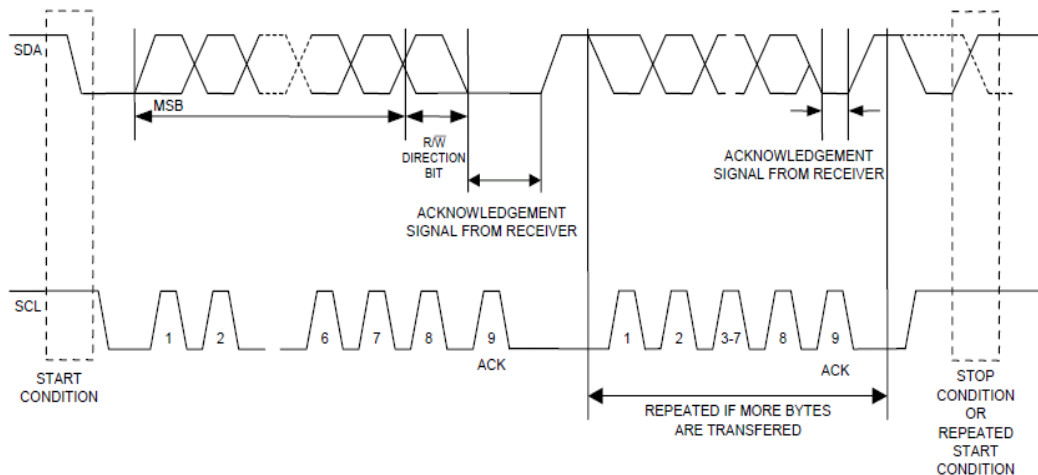 SDA
MSB
R/W
DIRECTION
BIT
ACKNOWLEDGEMENT
SIGNAL FROM RECEIVER
ACKNOWLEDGEMENT
SIGNAL FROM RECEIVER
SCL
1 2 6 7 8 9 1 2 3-7 8 9
ACK ACK
START
CONDITION
REPEATED IF MORE BYTES
ARE TRANSFERED
STOP
CONDITION
OR
REPEATED
START
CONDITION